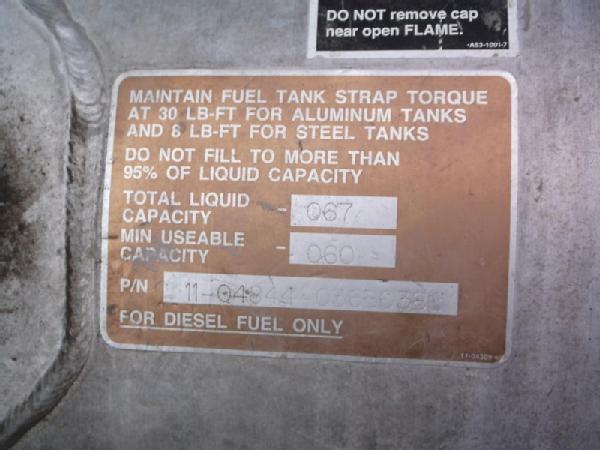 DO NOT remove cap
near open FLAME.
MAINTAIN FUEL TANK STRAP TORQUE
AT 30 LB-FT FOR ALUMINUM TANKS
AND 8 LB-FT FOR STEEL TANKS
DO NOT FILL TO MORE THAN
95% OF LIQUID CAPACITY
TOTAL LIQUID
CAPACITY - 067
MIN USEABLE
CAPACITY - 060
P/N
FOR DIESEL FUEL ONLY